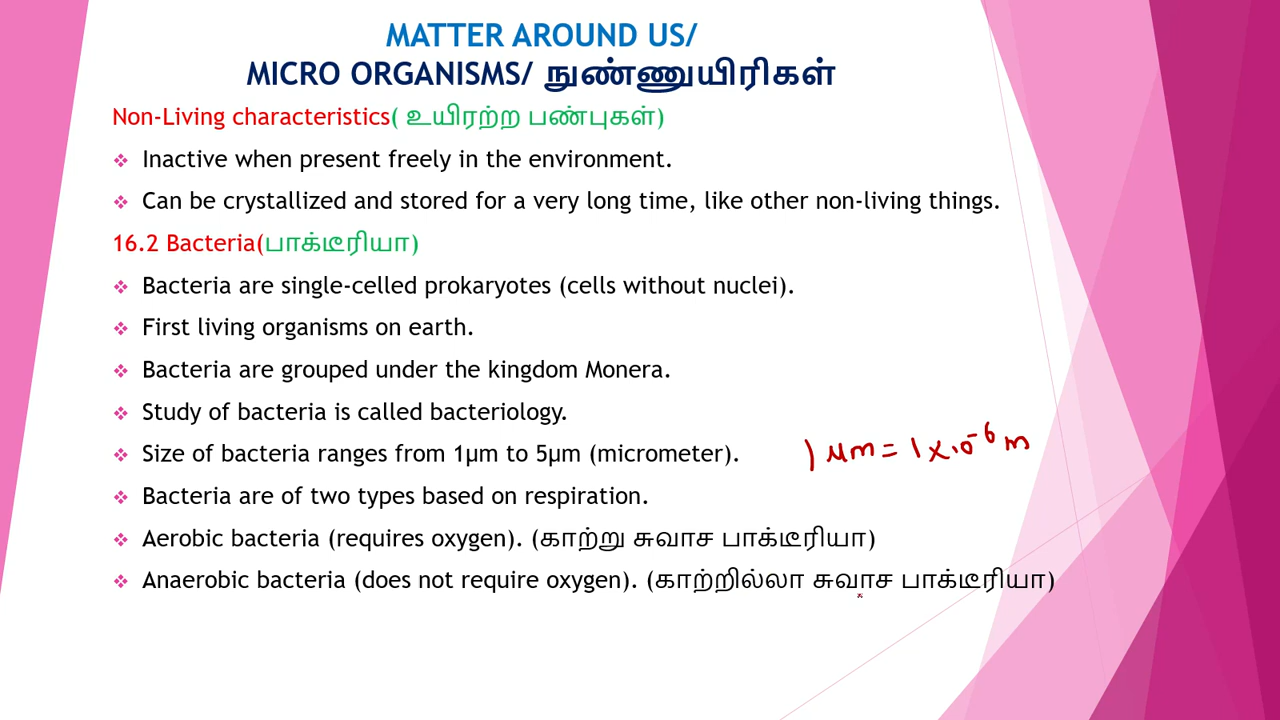 MATTER AROUND US/
MICRO ORGANISMS/ நுண்ணுயிரிகள்
Non-Living characteristics( உயிரற்ற பண்புகள்)
❖ Inactive when present freely in the environment.
❖ Can be crystallized and stored for a very long time, like other non-living things.
16.2 Bacteria(பாக்டீரியா)
❖ Bacteria are single-celled prokaryotes (cells without nuclei).
❖ First living organisms on earth.
❖ Bacteria are grouped under the kingdom Monera.
❖ Study of bacteria is called bacteriology.
❖ Size of bacteria ranges from 1µm to 5µm (micrometer). 1 µm = 1 x 10⁻⁶ m
❖ Bacteria are of two types based on respiration.
❖ Aerobic bacteria (requires oxygen). (காற்று சுவாச பாக்டீரியா)
❖ Anaerobic bacteria (does not require oxygen). (காற்றில்லா சுவாச பாக்டீரியா)